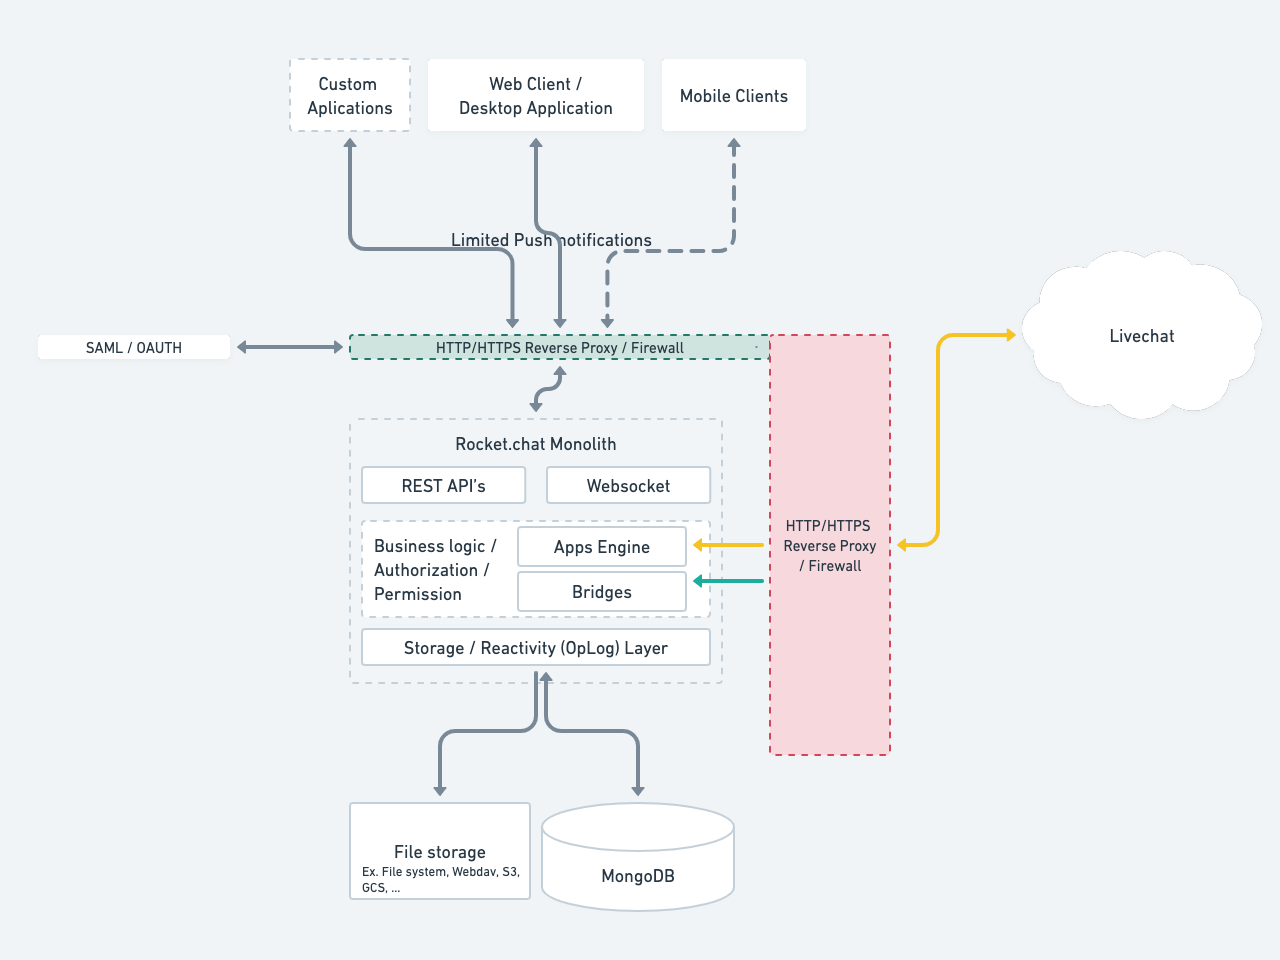 Custom
Aplications
Web Client /
Desktop Application
Mobile Clients
Limited Push notifications
SAML / OAUTH
HTTP/HTTPS Reverse Proxy / Firewall
Livechat
Rocket.chat Monolith
REST API's
Websocket
Business logic /
Authorization /
Permission
Apps Engine
Bridges
HTTP/HTTPS
Reverse Proxy
/ Firewall
Storage / Reactivity (OpLog) Layer
File storage
Ex. File system, Webdav, S3,
GCS, ...
MongoDB